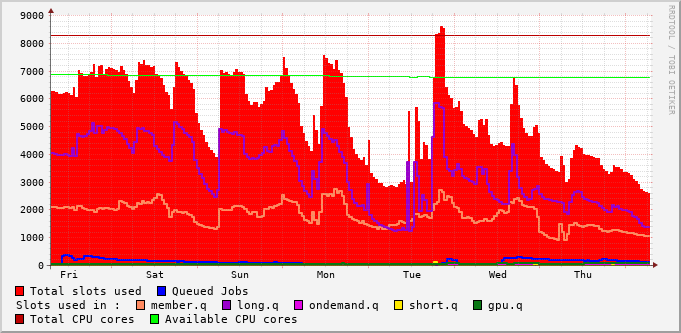 9000
8000
7000
6000
5000
4000
3000
2000
1000
0
Fri Sat Sun Mon Tue Wed Thu
RRDTOOL / TOBI OETIKER
Total slots used Queued Jobs
Slots used in : member.q long.q ondemand.q short.q gpu.q
Total CPU cores Available CPU cores